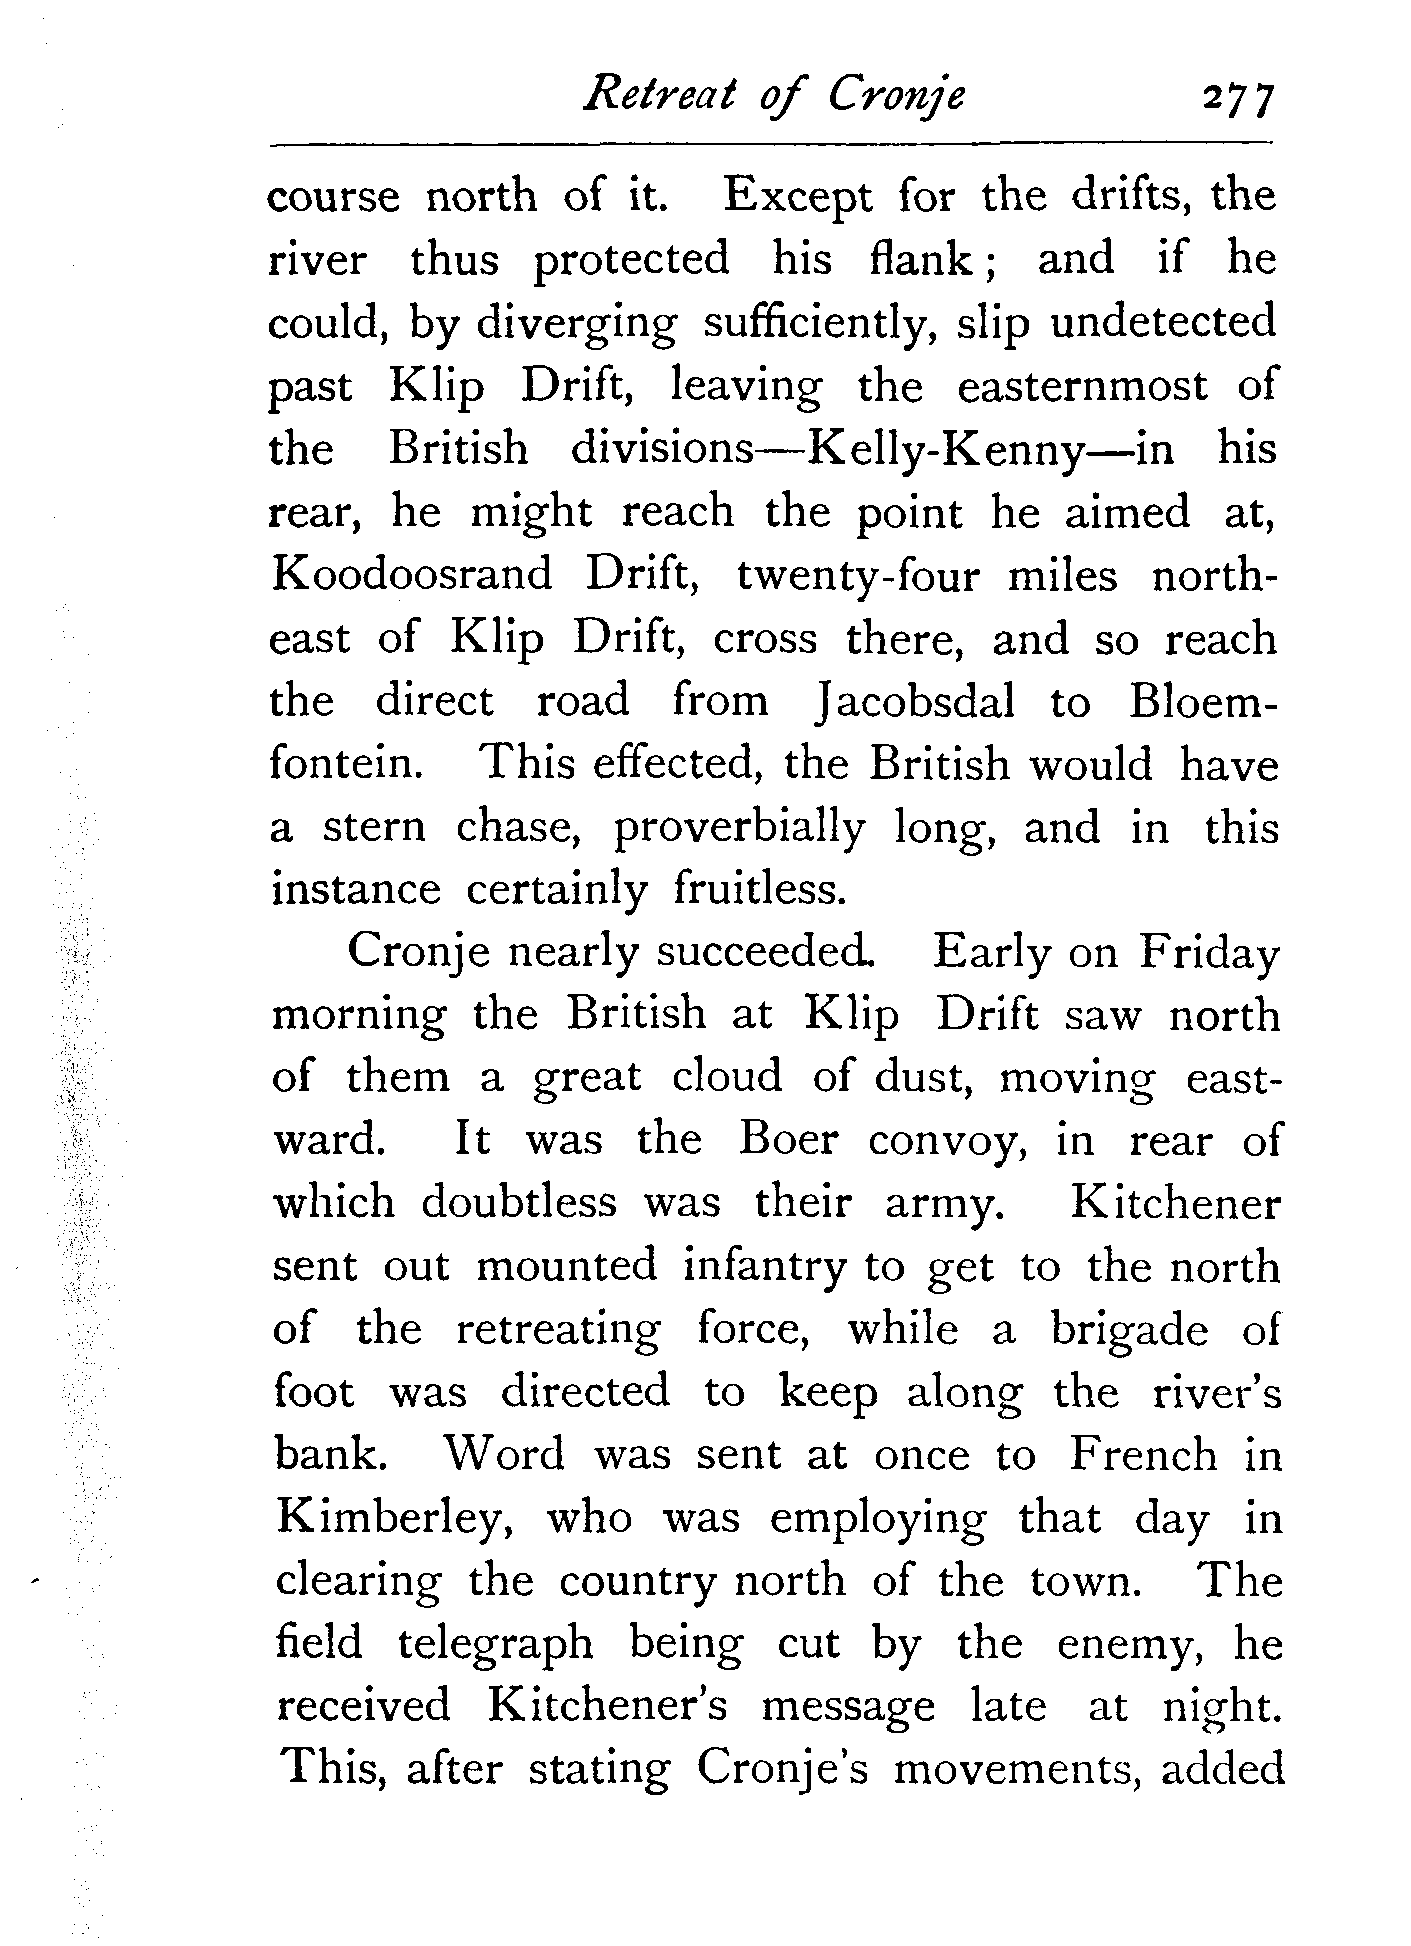 Retreat of Cronje 277
course north of it. Except for the drifts, the
river thus protected his flank; and if he
could, by diverging sufficiently, slip undetected
past Klip Drift, leaving the easternmost of
the British divisions—Kelly-Kenny—in his
rear, he might reach the point he aimed at,
Koodoosrand Drift, twenty-four miles north-
east of Klip Drift, cross there, and so reach
the direct road from Jacobsdal to Bloem-
fontein. This effected, the British would have
a stern chase, proverbially long, and in this
instance certainly fruitless.
Cronje nearly succeeded. Early on Friday
morning the British at Klip Drift saw north
of them a great cloud of dust, moving east-
ward. It was the Boer convoy, in rear of
which doubtless was their army. Kitchener
sent out mounted infantry to get to the north
of the retreating force, while a brigade of
foot was directed to keep along the river's
bank. Word was sent at once to French in
Kimberley, who was employing that day in
clearing the country north of the town. The
field telegraph being cut by the enemy, he
received Kitchener's message late at night.
This, after stating Cronje's movements, added